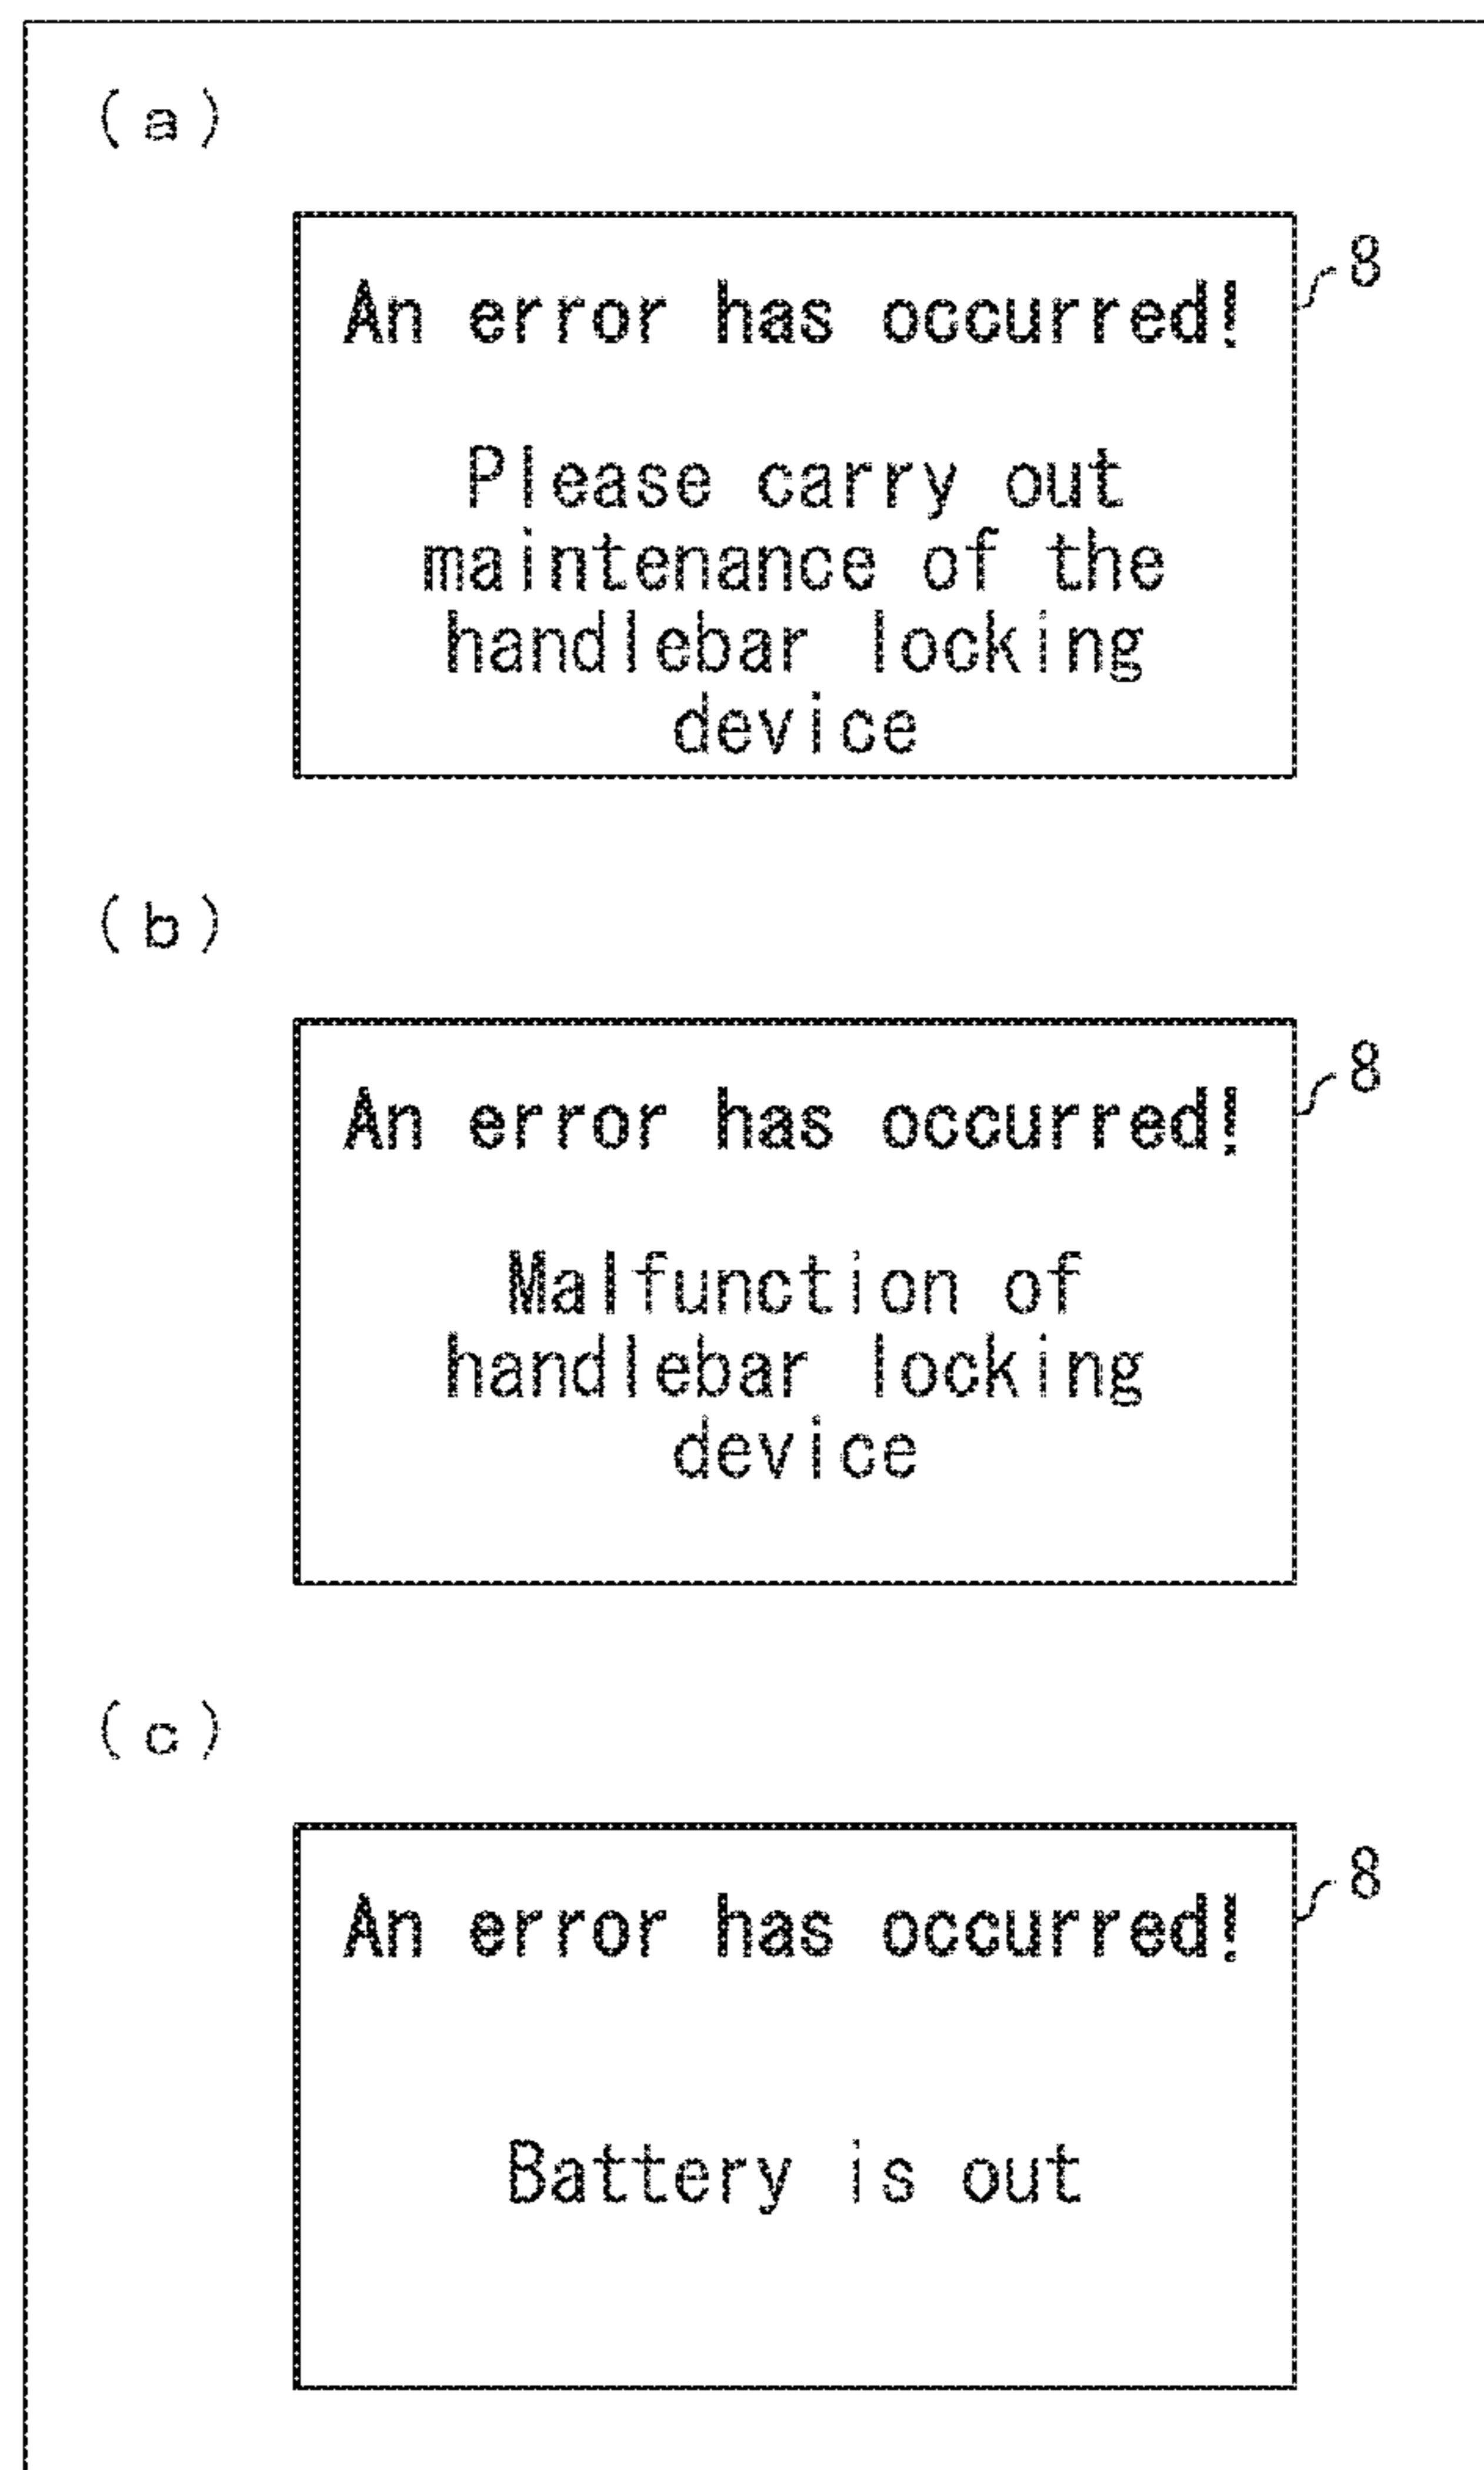 (a)
8
An error has occurred!
Please carry out
maintenance of the
handlebar locking
device
(b)
8
An error has occurred!
Malfunction of
handlebar locking
device
(c)
8
An error has occurred!
Battery is out